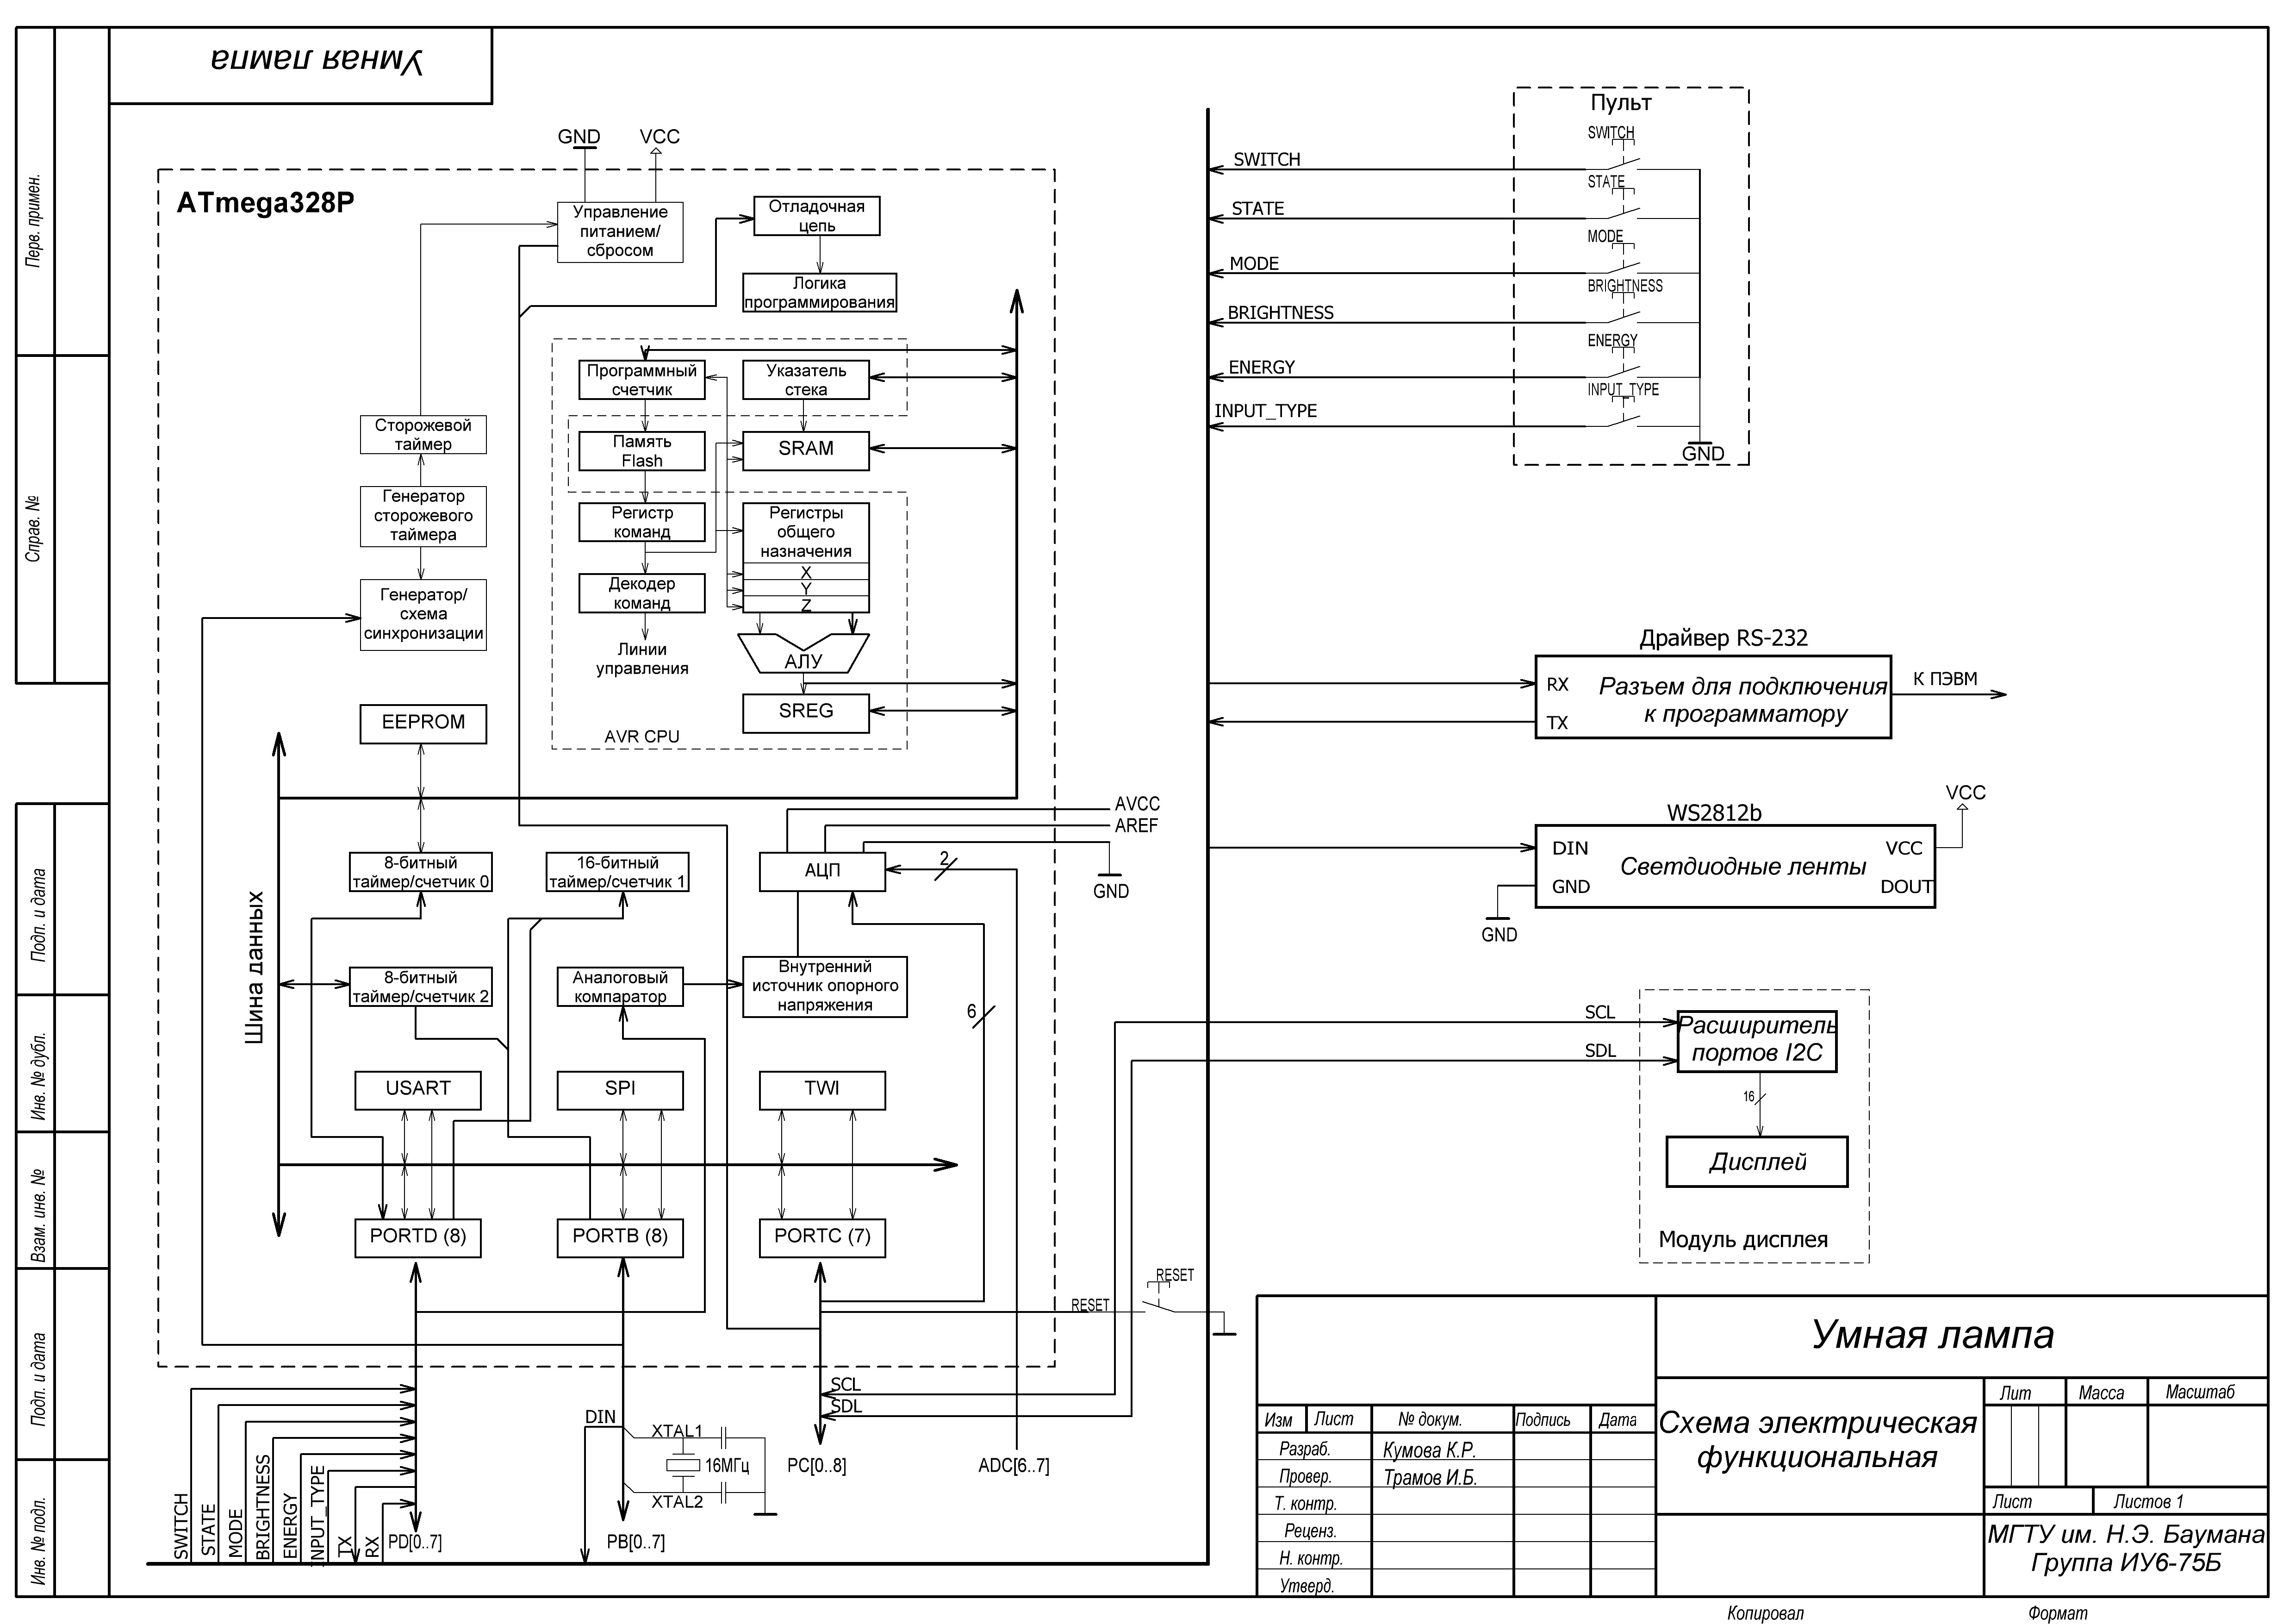 Умная лампа
Перв. примен.
Справ. №
Подп. и дата
Инв. № дубл.
Взам. инв. №
Подп. и дата
Инв. № подл.
GND
VCC
ATmega328P
Управление
питанием/
сбросом
Отладочная
цепь
Логика
программирования
Программный
счетчик
Указатель
стека
Сторожевой
таймер
Память
Flash
SRAM
Генератор
сторожевого
таймера
Регистр
команд
Регистры
общего
назначения
X
Y
Z
Генератор/
схема
синхронизации
Декодер
команд
Линии
управления
АЛУ
SREG
AVR CPU
EEPROM
AVCC
AREF
GND
Шина данных
8-битный
таймер/счетчик 0
16-битный
таймер/счетчик 1
АЦП
2
8-битный
таймер/счетчик 2
Аналоговый
компаратор
Внутренний
источник опорного
напряжения
6
USART
SPI
TWI
PORTD (8)
PORTB (8)
PORTC (7)
RESET
RESET
SCL
SDL
DIN
XTAL1
16МГц
XTAL2
PC[0..8]
ADC[6..7]
PD[0..7]
PB[0..7]
SWITCH
STATE
MODE
BRIGHTNESS
ENERGY
INPUT_TYPE
TX
RX
Пульт
SWITCH
SWITCH
STATE
STATE
MODE
MODE
BRIGHTNESS
BRIGHTNESS
ENERGY
ENERGY
INPUT_TYPE
INPUT_TYPE
GND
Драйвер RS-232
RX
TX
Разъем для подключения
к программатору
К ПЭВМ
WS2812b
VCC
DIN
VCC
Светдиодные ленты
GND
DOUT
GND
SCL
SDL
Расширитель
портов I2C
16
Дисплей
Модуль дисплея
Умная лампа
Схема электрическая
функциональная
Лит
Масса
Масштаб
Изм
Лист
№ докум.
Подпись
Дата
Разраб.
Кумова К.Р.
Провер.
Трамов И.Б.
Т. контр.
Реценз.
Н. контр.
Утверд.
Лист
Листов 1
МГТУ им. Н.Э. Баумана
Группа ИУ6-75Б
Копировал
Формат